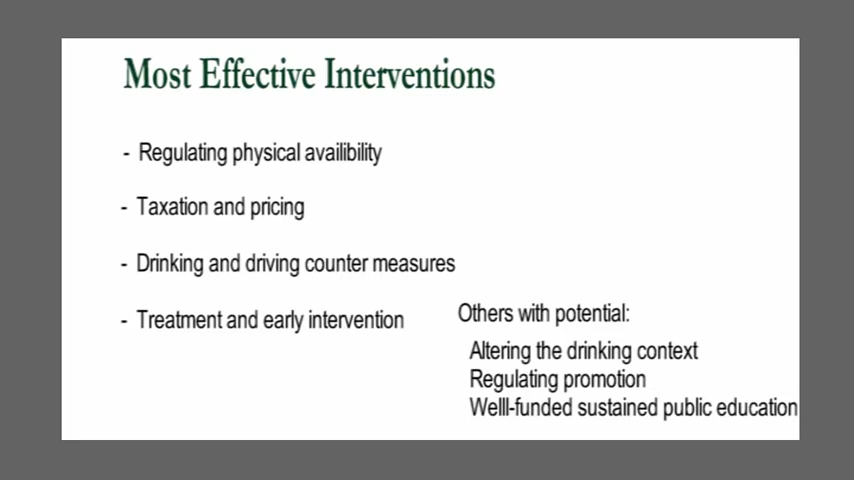 Most Effective Interventions
- Regulating physical availibility
- Taxation and pricing
- Drinking and driving counter measures
- Treatment and early intervention
Others with potential:
Altering the drinking context
Regulating promotion
Welll-funded sustained public education